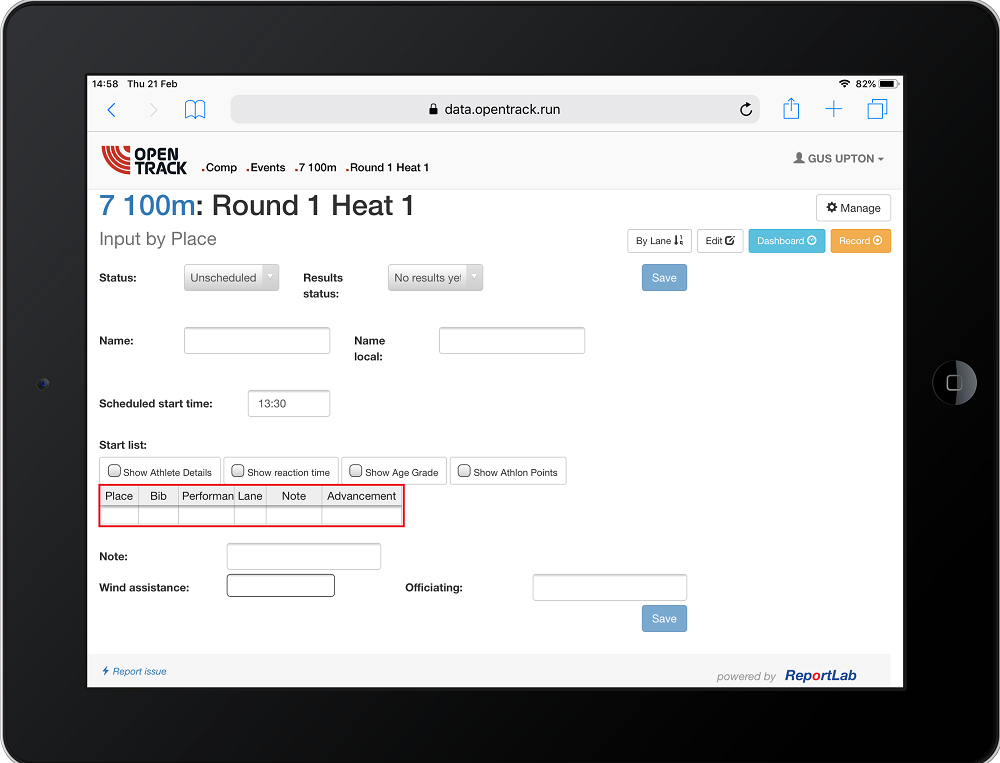 14:58 Thu 21 Feb 82%
data.opentrack.run
OPEN TRACK .Comp .Events .7 100m .Round 1 Heat 1 GUS UPTON
7 100m: Round 1 Heat 1 Manage
Input by Place By Lane Edit Dashboard Record
Status: Unscheduled Results status: No results ye Save
Name: Name local:
Scheduled start time: 13:30
Start list:
Show Athlete Details Show reaction time Show Age Grade Show Athlon Points
Place Bib Performan Lane Note Advancement
Note:
Wind assistance: Officiating:
Save
Report issue powered by ReportLab